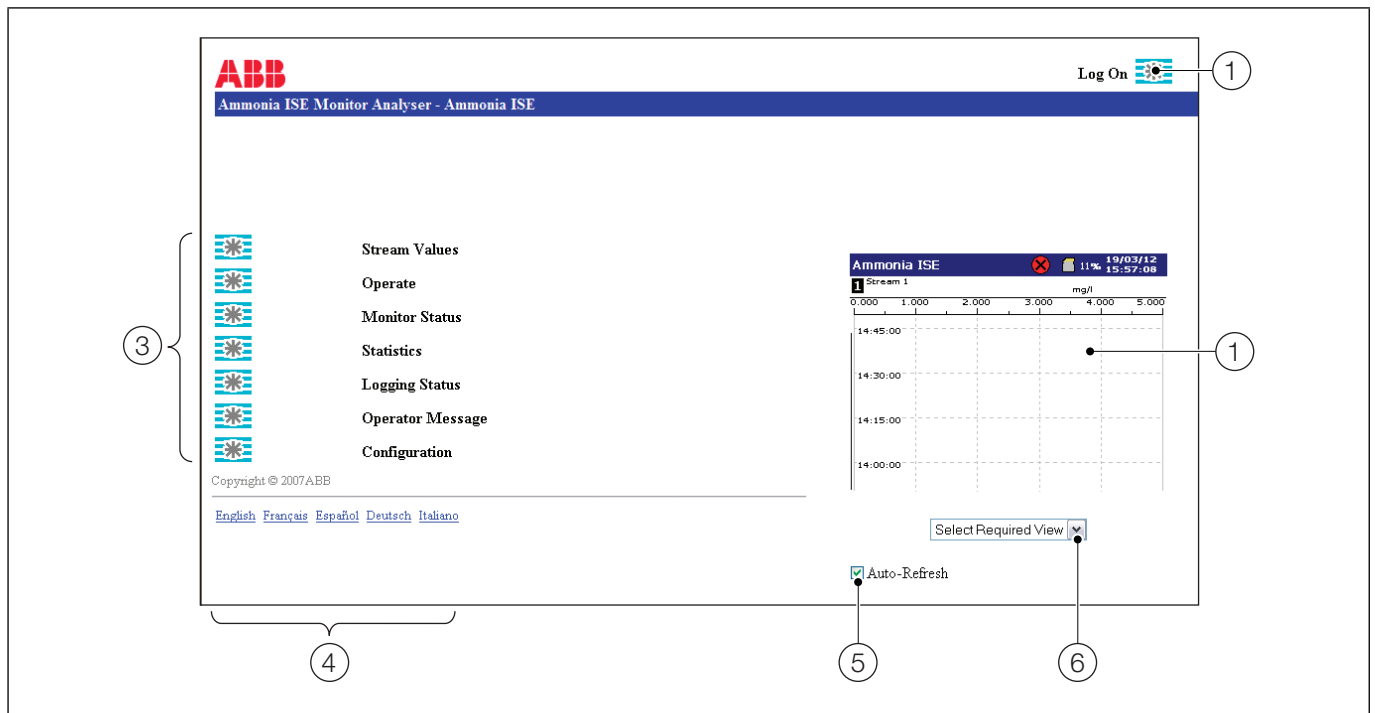 ABB
Log On
1
Ammonia ISE Monitor Analyser - Ammonia ISE
3
Stream Values
Operate
Monitor Status
Statistics
Logging Status
Operator Message
Configuration
Copyright © 2007ABB
English Français Español Deutsch Italiano
4
Ammonia ISE 11% 19/03/12
15:57:08
1 Stream 1
mg/l
0.000 1.000 2.000 3.000 4.000 5.000
14:45:00
1
14:30:00
14:15:00
14:00:00
Select Required View
Auto-Refresh
5
6